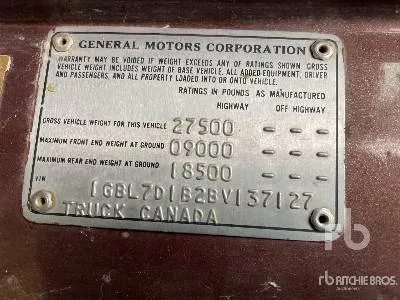 GENERAL MOTORS CORPORATION
WARRANTY MAY BE VOIDED IF WEIGHT EXCEEDS ANY OF RATINGS SHOWN. GROSS
VEHICLE WEIGHT INCLUDES WEIGHT OF BASE VEHICLE, ALL ADDED EQUIPMENT, DRIVER
AND PASSENGERS, AND ALL PROPERTY LOADED INTO OR ONTO VEHICLE.
RATINGS IN POUNDS AS MANUFACTURED
HIGHWAY OFF HIGHWAY
GROSS VEHICLE WEIGHT FOR THIS VEHICLE 27500 - - -
MAXIMUM FRONT END WEIGHT AT GROUND 09000 - - -
MAXIMUM REAR END WEIGHT AT GROUND 18500 - - -
VIN 1GBL7D1B2BV137127
TRUCK CANADA
rb
rb RITCHIE BROS.